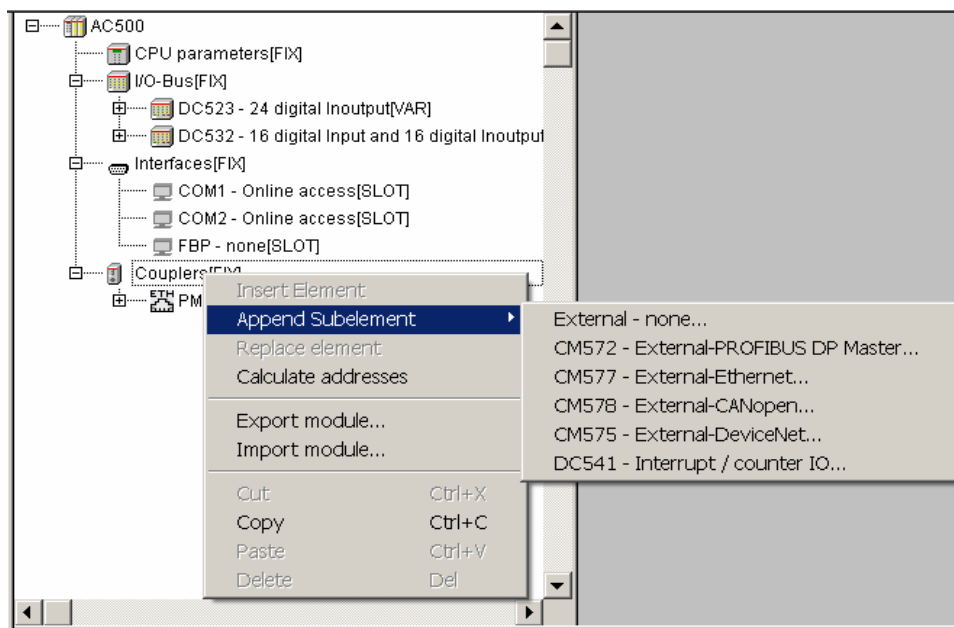 AC500
CPU parameters[FIX]
I/O-Bus[FIX]
DC523 - 24 digital Inoutput[VAR]
DC532 - 16 digital Input and 16 digital Inoutput
Interfaces[FIX]
COM1 - Online access[SLOT]
COM2 - Online access[SLOT]
FBP - none[SLOT]
Couplers[FIX]
ETH PM
Insert Element
Append Subelement
Replace element
Calculate addresses
Export module...
Import module...
Cut Ctrl+X
Copy Ctrl+C
Paste Ctrl+V
Delete Del
External - none...
CM572 - External-PROFIBUS DP Master...
CM577 - External-Ethernet...
CM578 - External-CANopen...
CM575 - External-DeviceNet...
DC541 - Interrupt / counter IO...